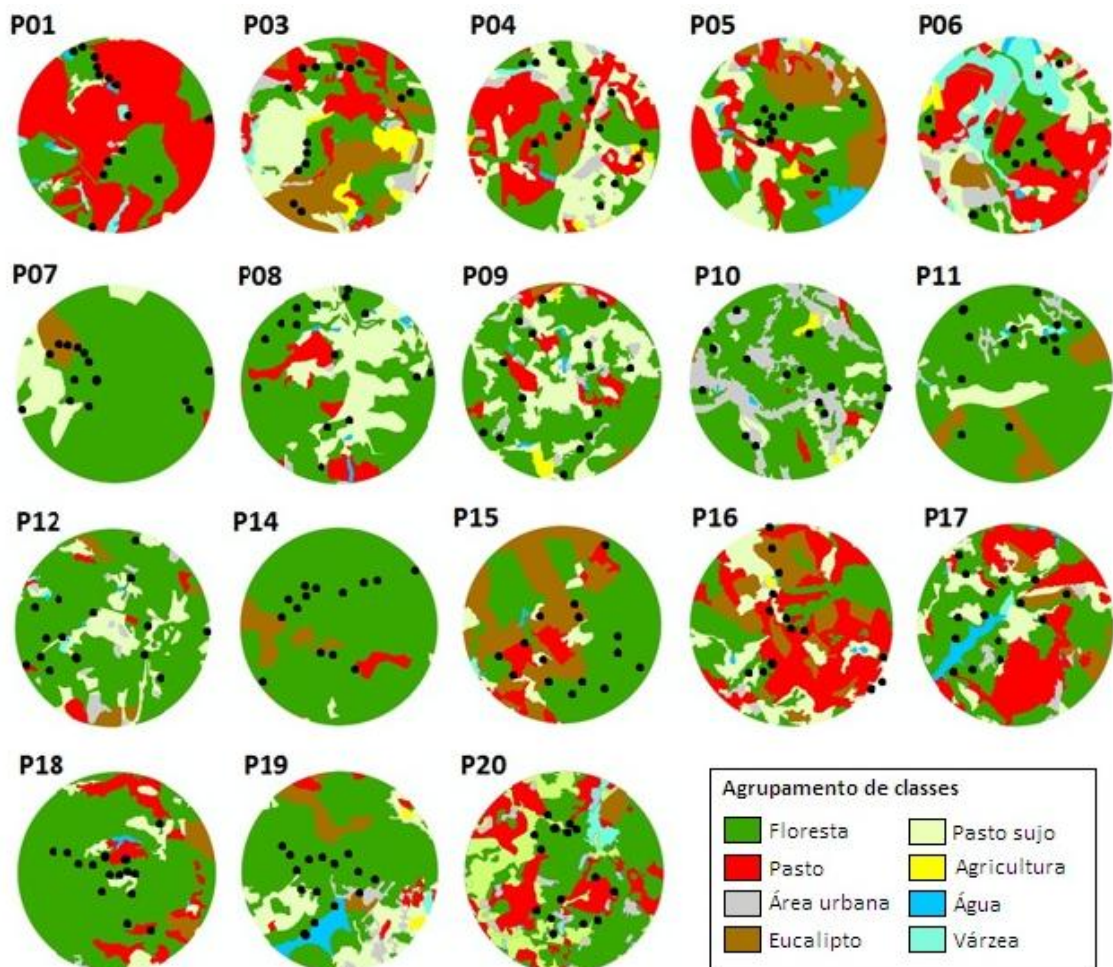 P01 P03 P04 P05 P06
P07 P08 P09 P10 P11
P12 P14 P15 P16 P17
P18 P19 P20
Agrupamento de classes
Floresta Pasto sujo
Pasto Agricultura
Área urbana Água
Eucalipto Várzea